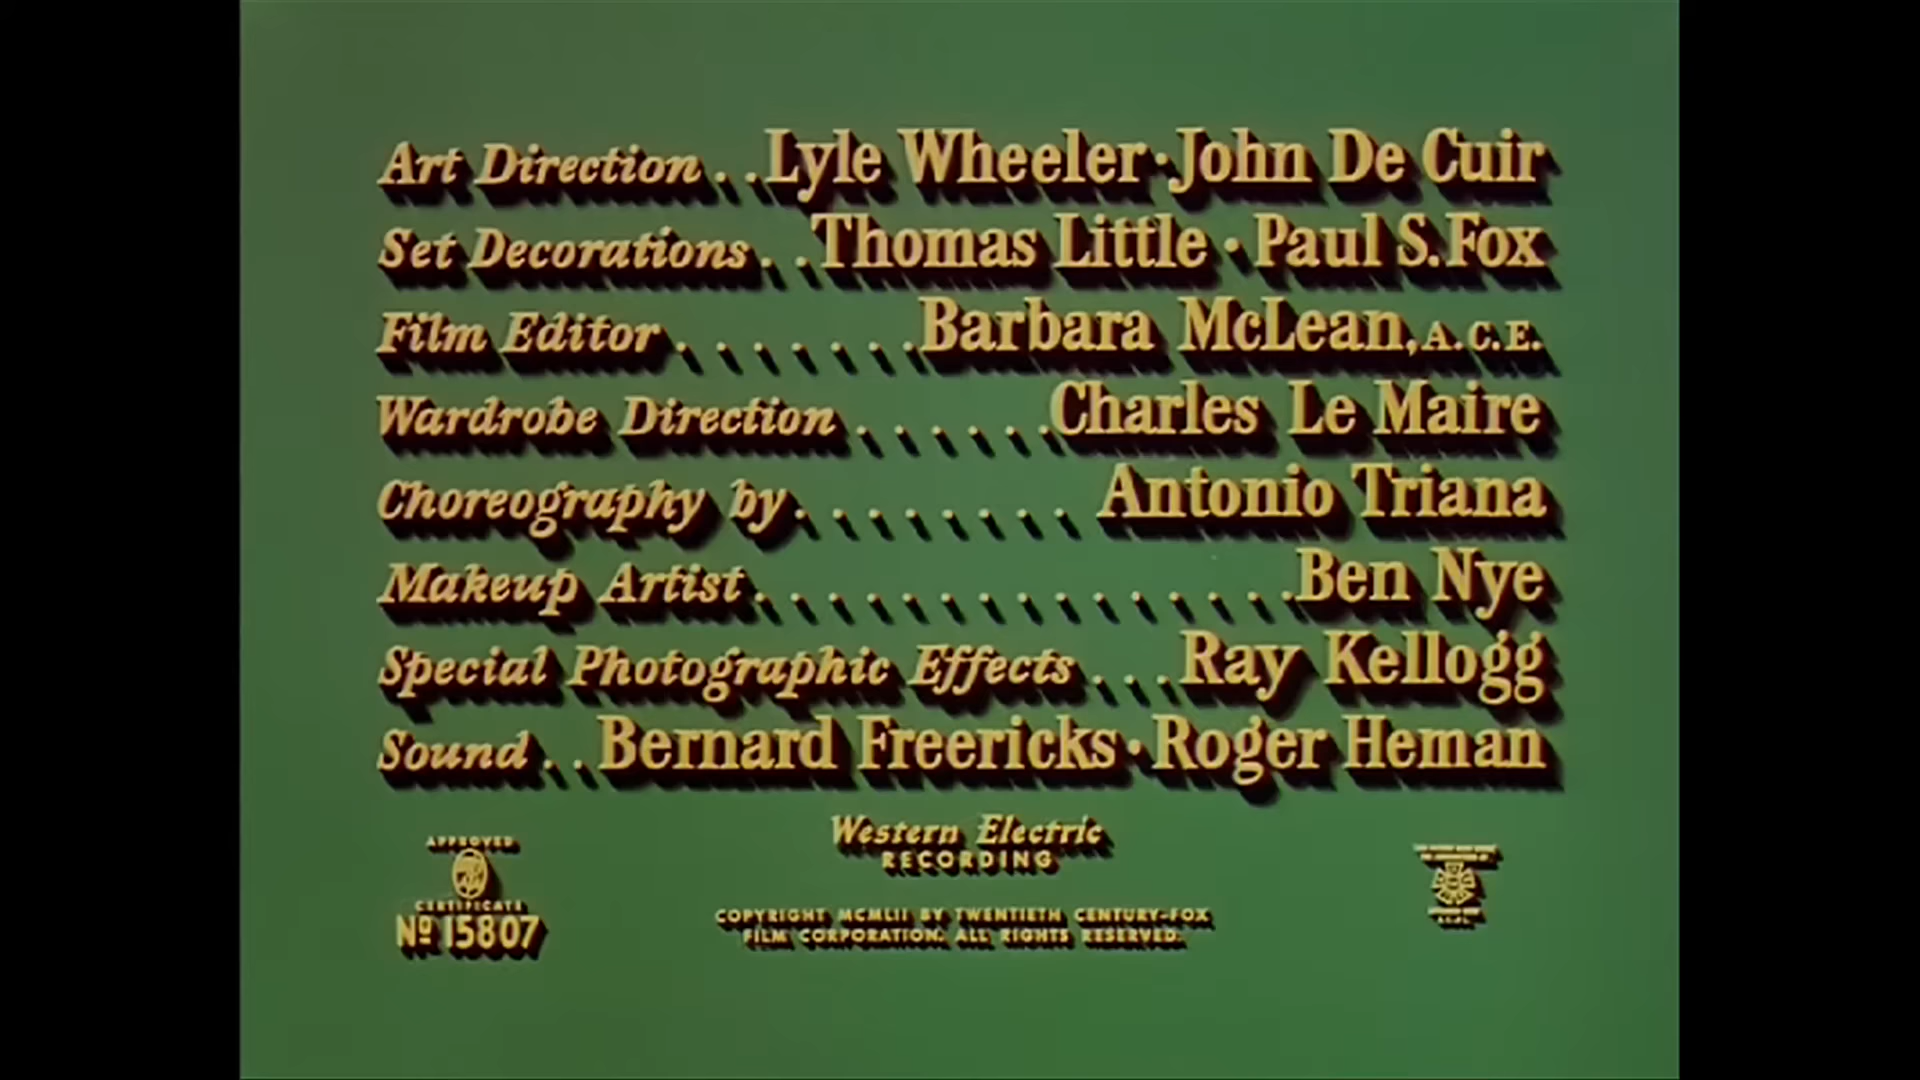 Art Direction . . Lyle Wheeler · John De Cuir
Set Decorations . . Thomas Little · Paul S. Fox
Film Editor . . . . . . . Barbara McLean, A.C.E.
Wardrobe Direction . . . . . . Charles Le Maire
Choreography by . . . . . . . . Antonio Triana
Makeup Artist . . . . . . . . . . . . . . . Ben Nye
Special Photographic Effects . . . Ray Kellogg
Sound . . Bernard Freericks · Roger Heman
Western Electric
RECORDING
APPROVED
CERTIFICATE
Nº 15807
COPYRIGHT MCMLII BY TWENTIETH CENTURY-FOX
FILM CORPORATION. ALL RIGHTS RESERVED.